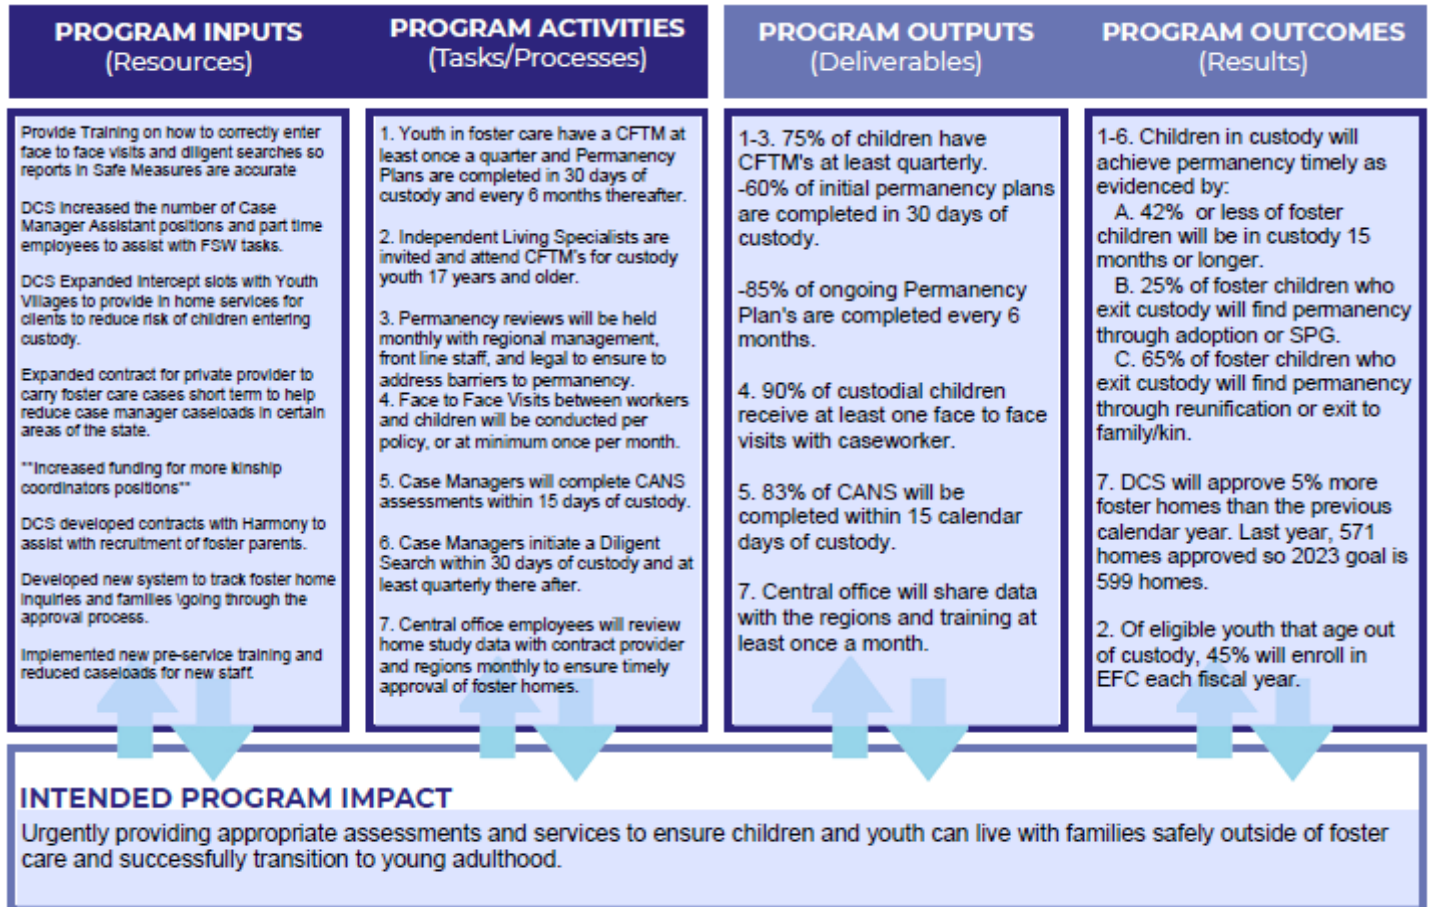 PROGRAM INPUTS
(Resources)
PROGRAM ACTIVITIES
(Tasks/Processes)
PROGRAM OUTPUTS
(Deliverables)
PROGRAM OUTCOMES
(Results)
Provide Training on how to correctly enter
face to face visits and diligent searches so
reports in Safe Measures are accurate
DCS Increased the number of Case
Manager Assistant positions and part time
employees to assist with FSW tasks.
DCS Expanded Intercept slots with Youth
Villages to provide in home services for
clients to reduce risk of children entering
custody.
Expanded contract for private provider to
carry foster care cases short term to help
reduce case manager caseloads in certain
areas of the state.
**Increased funding for more kinship
coordinators positions**
DCS developed contracts with Harmony to
assist with recruitment of foster parents.
Developed new system to track foster home
inquiries and families \going through the
approval process.
Implemented new pre-service training and
reduced caseloads for new staff.
1. Youth in foster care have a CFTM at
least once a quarter and Permanency
Plans are completed in 30 days of
custody and every 6 months thereafter.
2. Independent Living Specialists are
invited and attend CFTM's for custody
youth 17 years and older.
3. Permanency reviews will be held
monthly with regional management,
front line staff, and legal to ensure to
address barriers to permanency.
4. Face to Face Visits between workers
and children will be conducted per
policy, or at minimum once per month.
5. Case Managers will complete CANS
assessments within 15 days of custody.
6. Case Managers initiate a Diligent
Search within 30 days of custody and at
least quarterly there after.
7. Central office employees will review
home study data with contract provider
and regions monthly to ensure timely
approval of foster homes.
1-3. 75% of children have
CFTM's at least quarterly.
-60% of initial permanency plans
are completed in 30 days of
custody.
-85% of ongoing Permanency
Plan's are completed every 6
months.
4. 90% of custodial children
receive at least one face to face
visits with caseworker.
5. 83% of CANS will be
completed within 15 calendar
days of custody.
7. Central office will share data
with the regions and training at
least once a month.
1-6. Children in custody will
achieve permanency timely as
evidenced by:
A. 42% or less of foster
children will be in custody 15
months or longer.
B. 25% of foster children who
exit custody will find permanency
through adoption or SPG.
C. 65% of foster children who
exit custody will find permanency
through reunification or exit to
family/kin.
7. DCS will approve 5% more
foster homes than the previous
calendar year. Last year, 571
homes approved so 2023 goal is
599 homes.
2. Of eligible youth that age out
of custody, 45% will enroll in
EFC each fiscal year.
INTENDED PROGRAM IMPACT
Urgently providing appropriate assessments and services to ensure children and youth can live with families safely outside of foster
care and successfully transition to young adulthood.